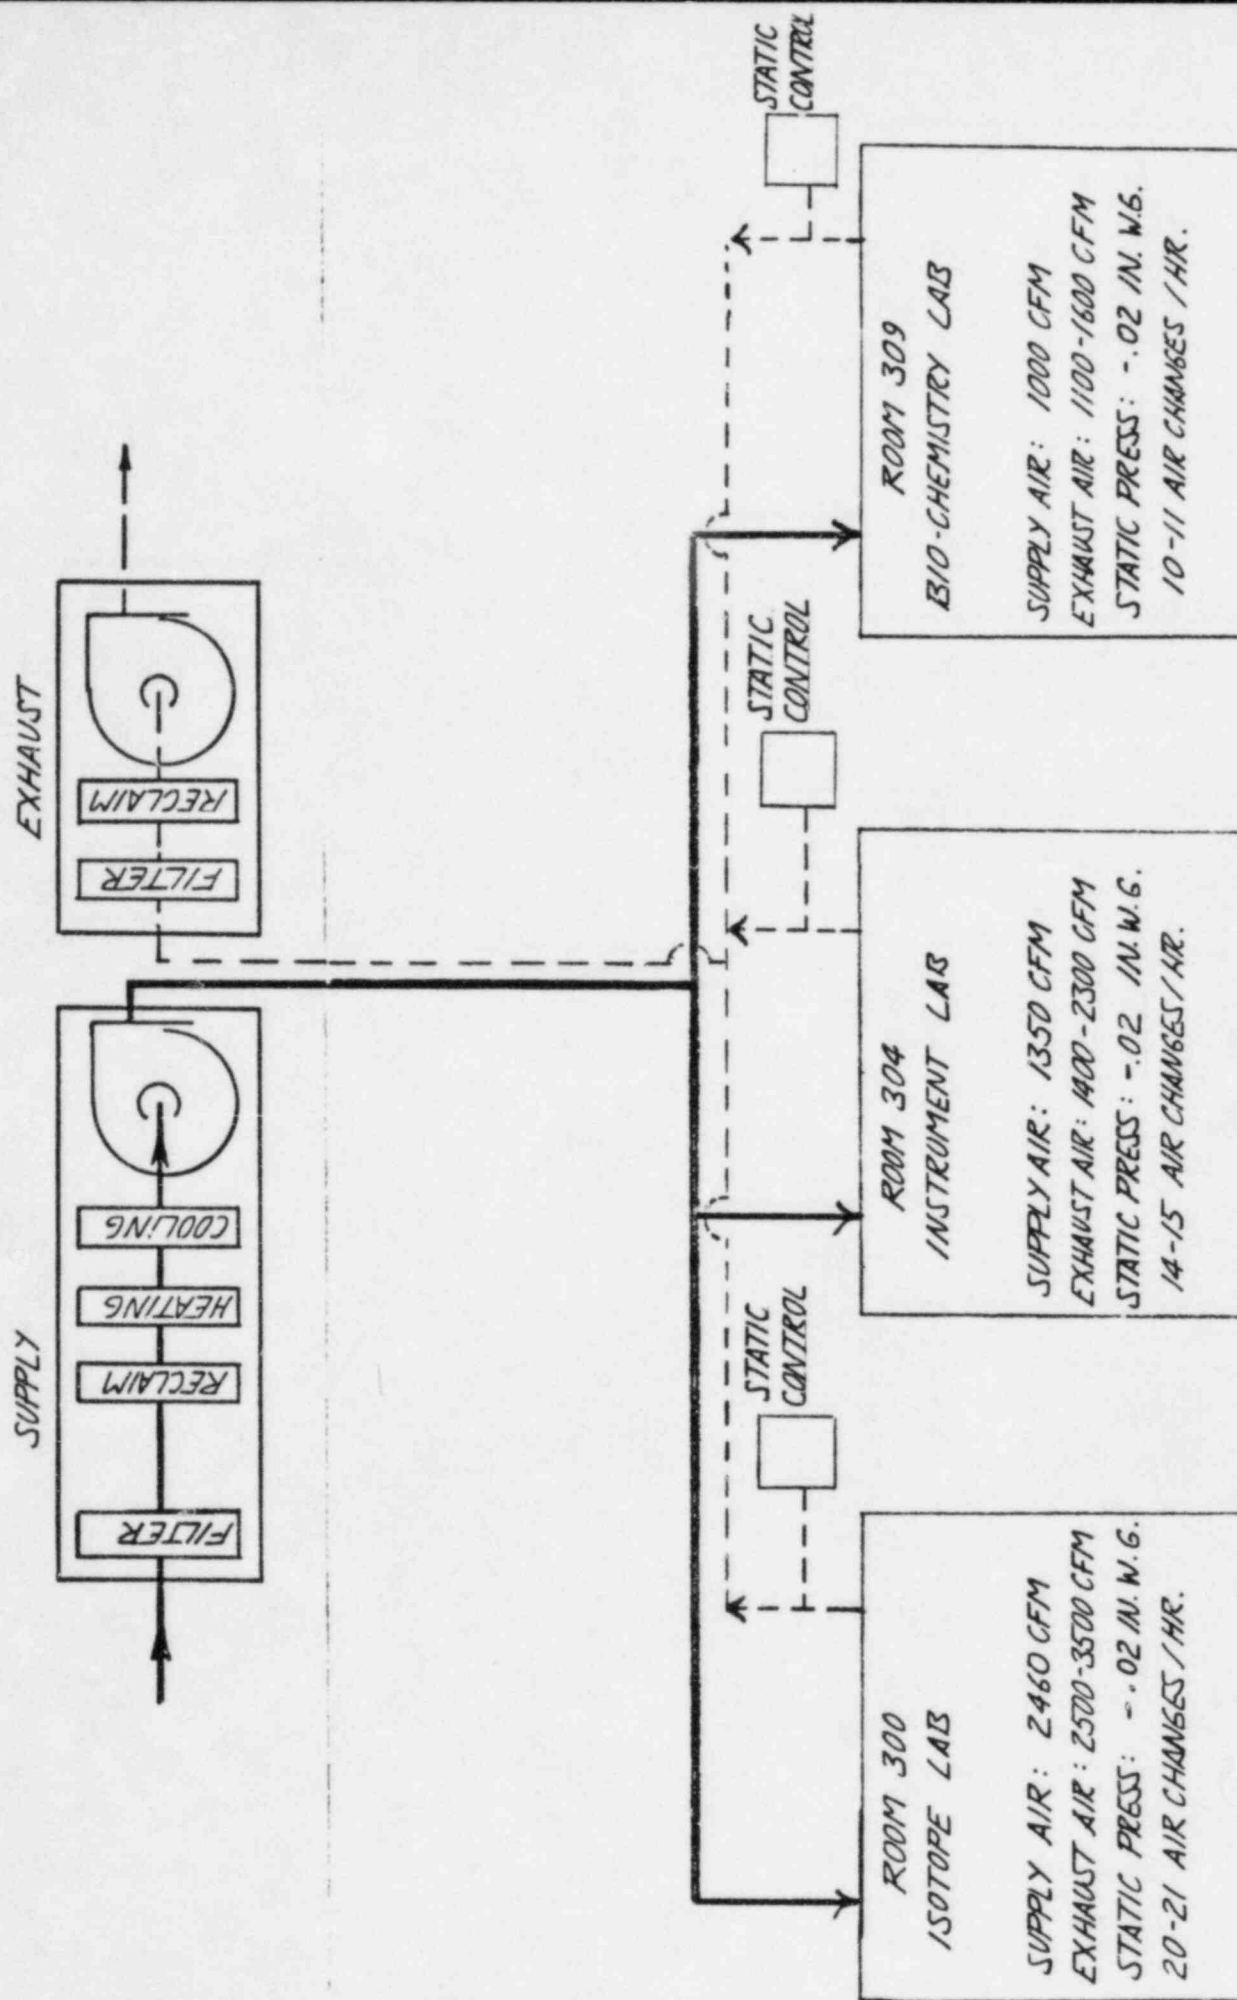 SUPPLY
EXHAUST
FILTER
RECLAIM
HEATING
COOLING
FILTER
RECLAIM
STATIC
CONTROL
STATIC
CONTROL
STATIC
CONTROL
ROOM 300
ISOTOPE LAB
SUPPLY AIR: 2460 CFM
EXHAUST AIR: 2500-3500 CFM
STATIC PRESS: -.02 IN. W.G.
20-21 AIR CHANGES / HR.
ROOM 304
INSTRUMENT LAB
SUPPLY AIR: 1350 CFM
EXHAUST AIR: 1400-2300 CFM
STATIC PRESS: -.02 IN. W.G.
14-15 AIR CHANGES / HR.
ROOM 309
BIO-CHEMISTRY LAB
SUPPLY AIR: 1000 CFM
EXHAUST AIR: 1100-1600 CFM
STATIC PRESS: -.02 IN. W.G.
10-11 AIR CHANGES / HR.